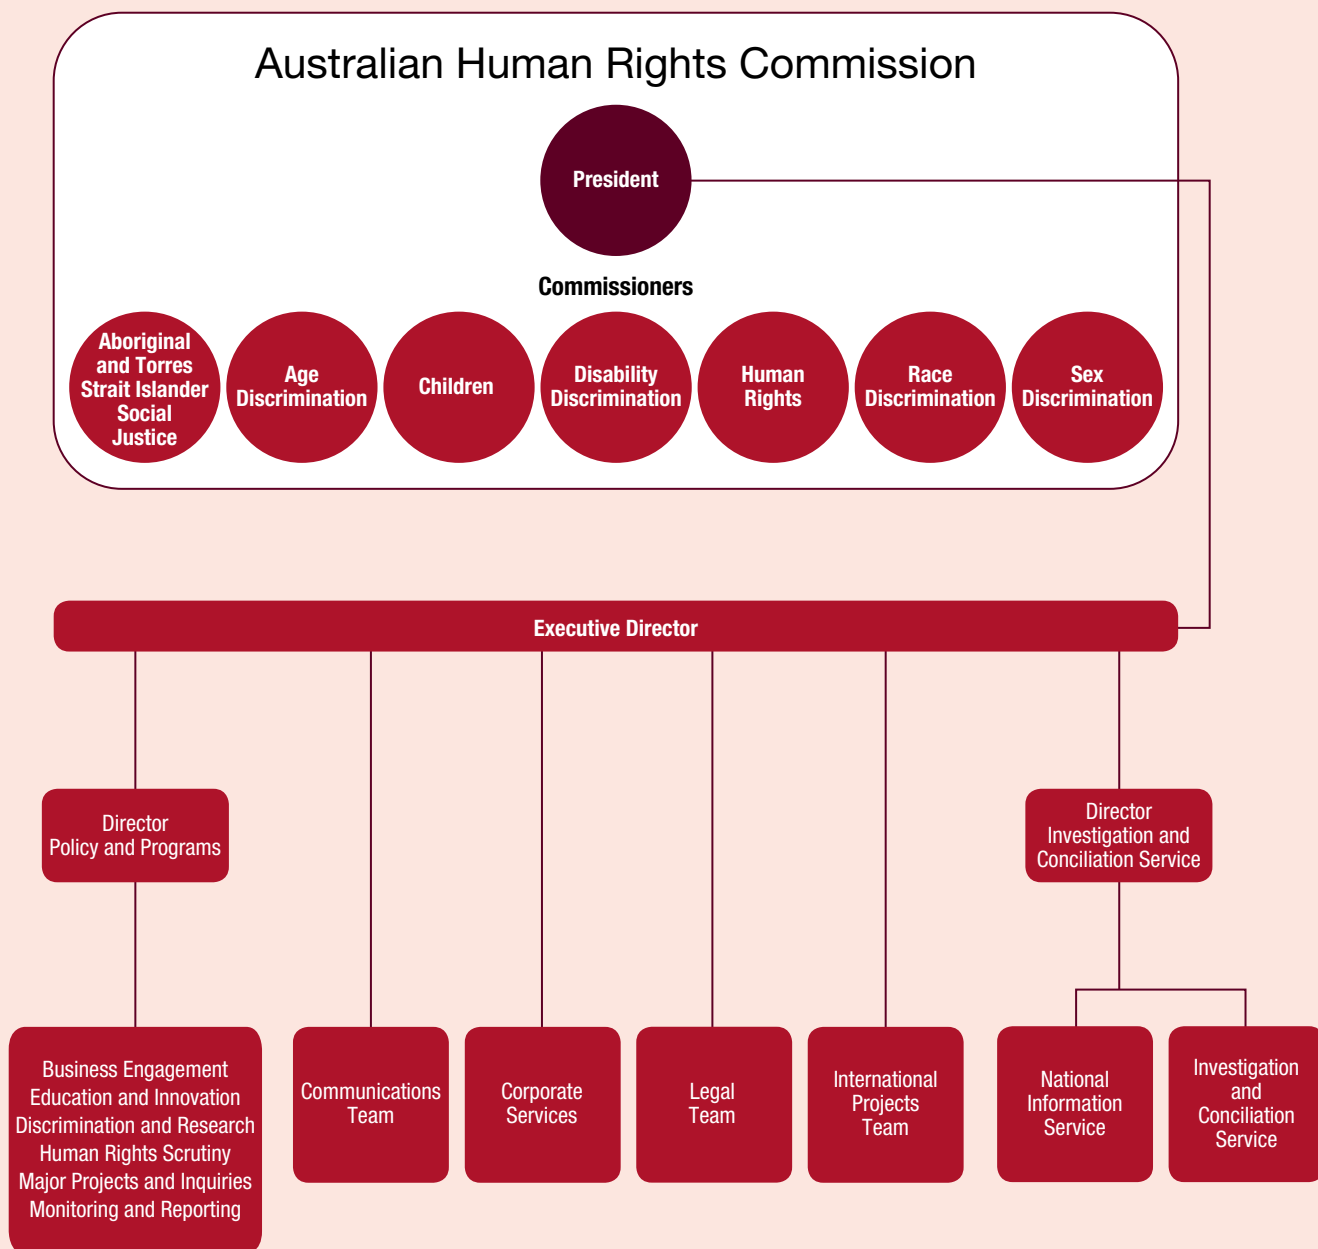 Australian Human Rights Commission
President
Commissioners
Aboriginal
and Torres
Strait Islander
Social
Justice
Age
Discrimination
Children
Disability
Discrimination
Human
Rights
Race
Discrimination
Sex
Discrimination
Executive Director
Director
Policy and Programs
Director
Investigation and
Conciliation Service
Business Engagement
Education and Innovation
Discrimination and Research
Human Rights Scrutiny
Major Projects and Inquiries
Monitoring and Reporting
Communications
Team
Corporate
Services
Legal
Team
International
Projects
Team
National
Information
Service
Investigation
and
Conciliation
Service